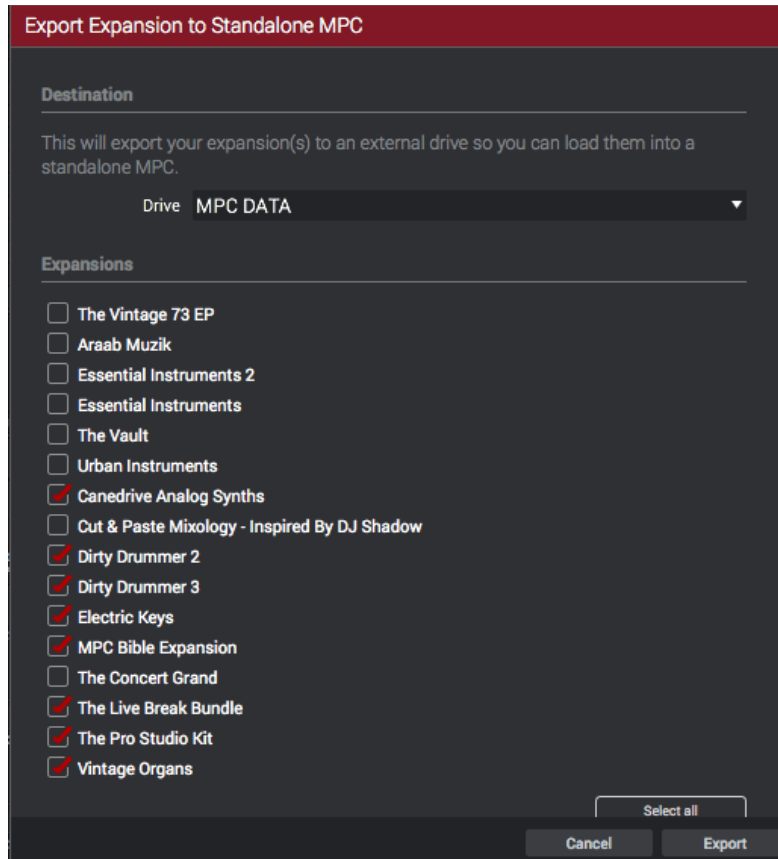 Export Expansion to Standalone MPC
Destination
This will export your expansion(s) to an external drive so you can load them into a
standalone MPC.
Drive MPC DATA
Expansions
The Vintage 73 EP
Araab Muzik
Essential Instruments 2
Essential Instruments
The Vault
Urban Instruments
Canedrive Analog Synths
Cut & Paste Mixology - Inspired By DJ Shadow
Dirty Drummer 2
Dirty Drummer 3
Electric Keys
MPC Bible Expansion
The Concert Grand
The Live Break Bundle
The Pro Studio Kit
Vintage Organs
Select all
Cancel Export